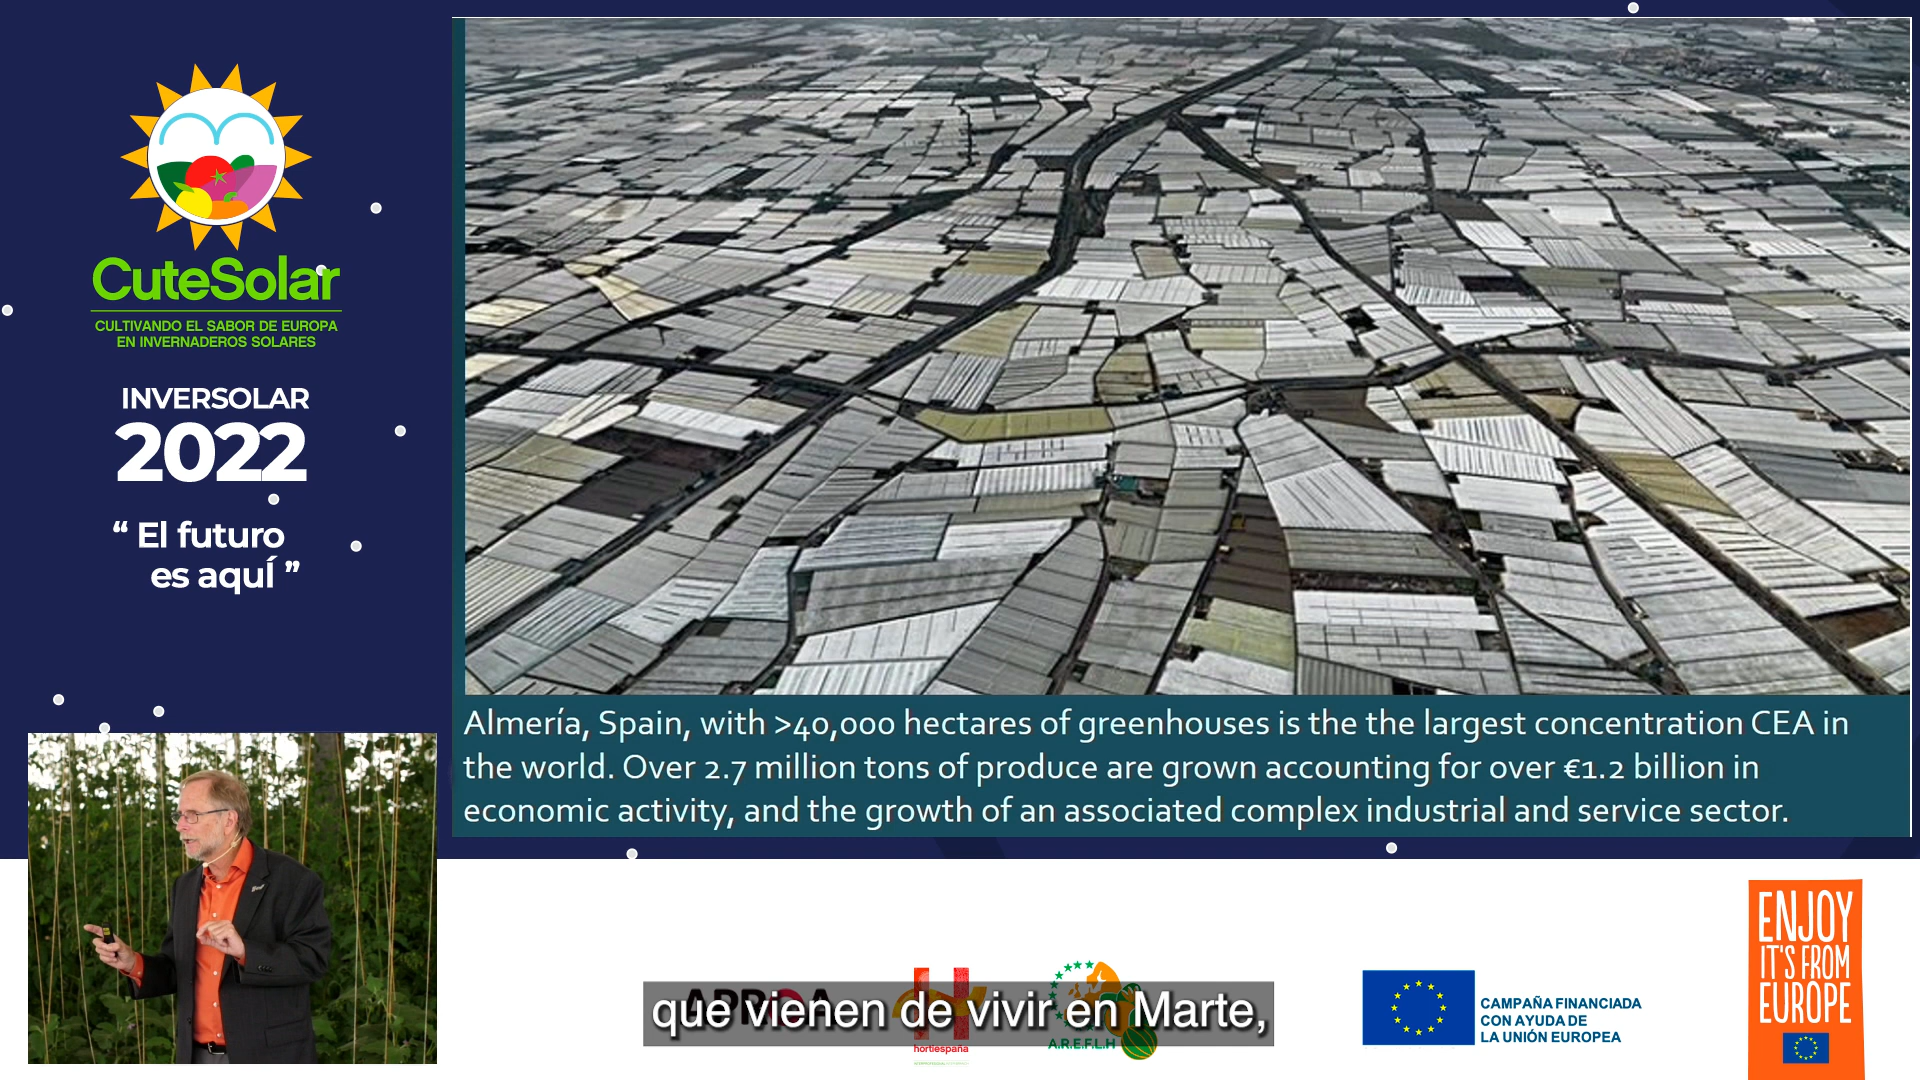 CuteSolar
CULTIVANDO EL SABOR DE EUROPA
EN INVERNADEROS SOLARES
INVERSOLAR
2022
“ El futuro
es aquÍ ”
Almería, Spain, with >40,000 hectares of greenhouses is the the largest concentration CEA in
the world. Over 2.7 million tons of produce are grown accounting for over €1.2 billion in
economic activity, and the growth of an associated complex industrial and service sector.
que vienen de vivir en Marte,
hortiespaña
A.R.E.F.L.H
CAMPAÑA FINANCIADA
CON AYUDA DE
LA UNIÓN EUROPEA
ENJOY
IT'S FROM
EUROPE